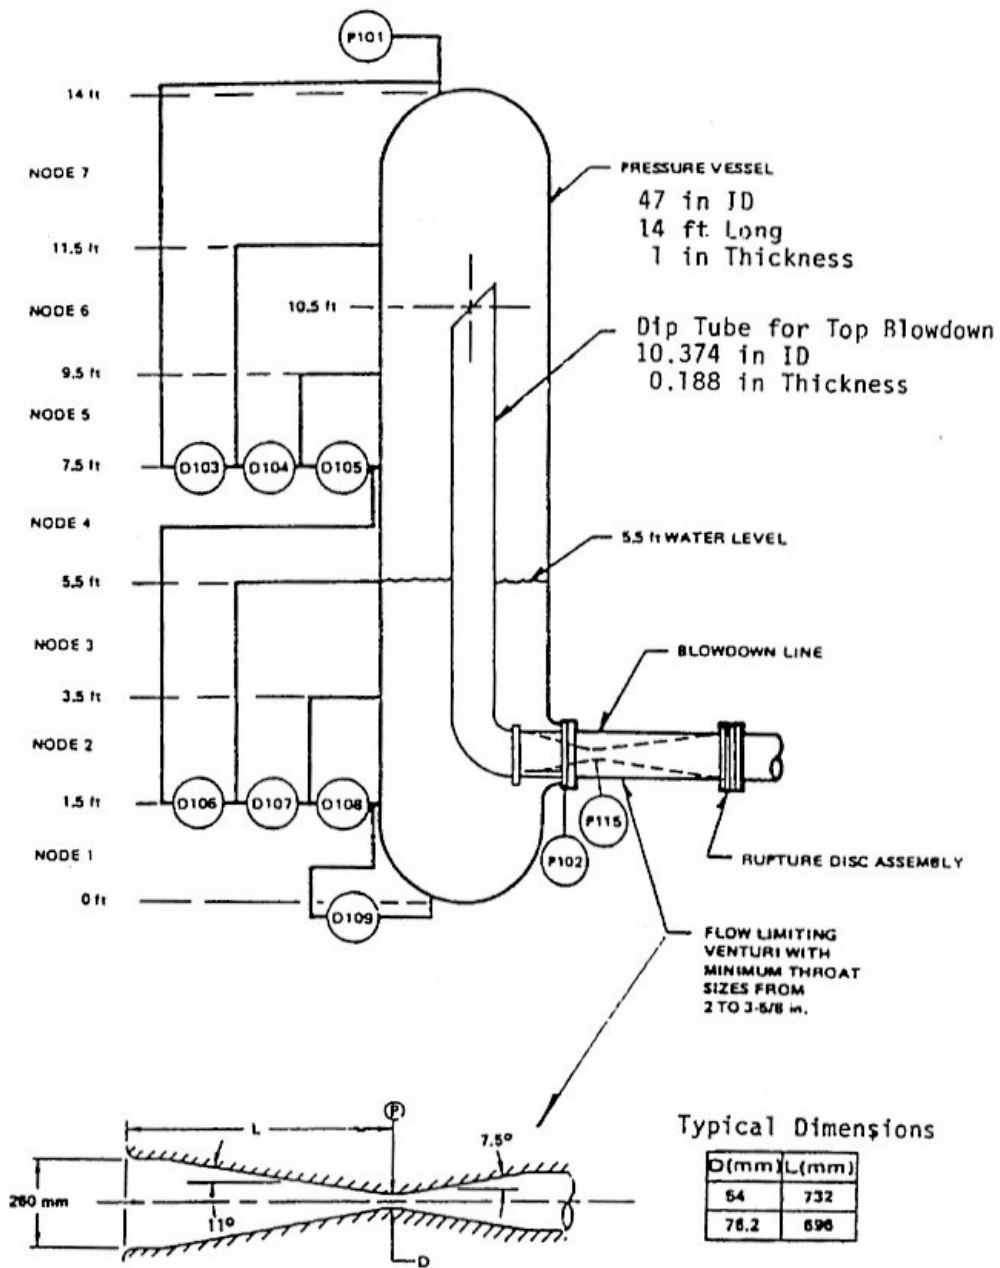 P101
14 ft
NODE 7
PRESSURE VESSEL
47 in ID
14 ft Long
1 in Thickness
11.5 ft
NODE 6
10.5 ft
Dip Tube for Top Blowdown
10.374 in ID
0.188 in Thickness
9.5 ft
NODE 5
7.5 ft
D103
D104
D105
NODE 4
5.5 ft WATER LEVEL
5.5 ft
NODE 3
BLOWDOWN LINE
3.5 ft
NODE 2
1.5 ft
D106
D107
D108
P115
P102
NODE 1
RUPTURE DISC ASSEMBLY
0 ft
D109
FLOW LIMITING
VENTURI WITH
MINIMUM THROAT
SIZES FROM
2 TO 3-5/8 in.
P
L
7.5°
260 mm
11°
D
Typical Dimensions
D(mm) L(mm)
54 732
76.2 696